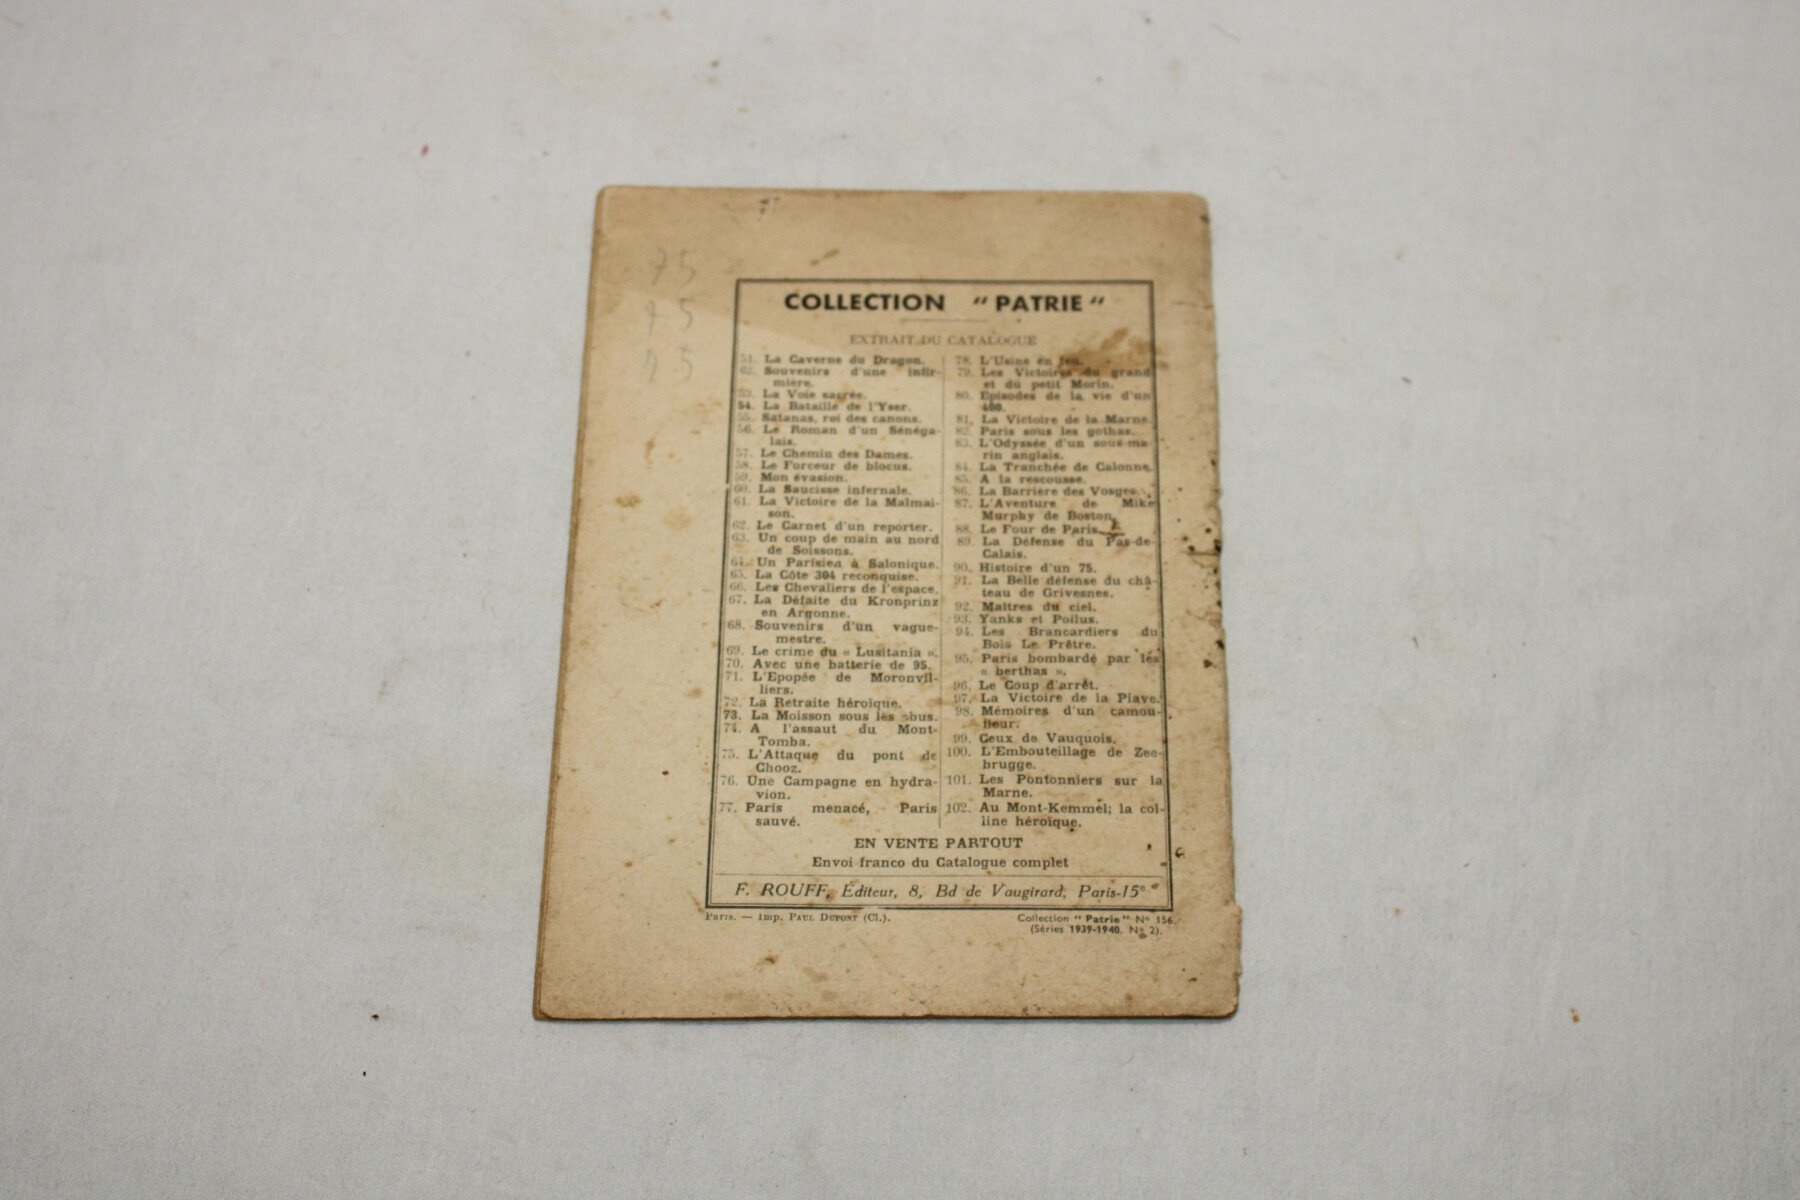 75
75
75
COLLECTION " PATRIE "
EXTRAIT DU CATALOGUE
51. La Caverne du Dragon.
62. Souvenirs d'une infir-
mière.
53. La Voie sacrée.
54. La Bataille de l'Yser.
55. Satanas, roi des canons.
56. Le Roman d'un Sénéga-
lais.
57. Le Chemin des Dames.
58. Le Forceur de blocus.
59. Mon évasion.
60. La Saucisse infernale.
61. La Victoire de la Malmai-
son.
62. Le Carnet d'un reporter.
63. Un coup de main au nord
de Soissons.
64. Un Parisien à Salonique.
65. La Côte 304 reconquise.
66. Les Chevaliers de l'espace.
67. La Défaite du Kronprinz
en Argonne.
68. Souvenirs d'un vague-
mestre.
69. Le crime du « Lusitania ».
70. Avec une batterie de 95.
71. L'Epopée de Moronvil-
liers.
72. La Retraite héroïque.
73. La Moisson sous les obus.
74. A l'assaut du Mont-
Tomba.
75. L'Attaque du pont de
Chooz.
76. Une Campagne en hydra-
vion.
77. Paris menacé, Paris
sauvé.
78. L'Usine en feu.
79. Les Victoires du grand
et du petit Morin.
80. Episodes de la vie d'un
400.
81. La Victoire de la Marne.
82. Paris sous les gothas.
83. L'Odyssée d'un sous-ma-
rin anglais.
84. La Tranchée de Calonne.
85. A la rescousse.
86. La Barrière des Vosges.
87. L'Aventure de Mike
Murphy de Boston.
88. Le Four de Paris.
89. La Défense du Pas-de-
Calais.
90. Histoire d'un 75.
91. La Belle défense du châ-
teau de Grivesnes.
92. Maîtres du ciel.
93. Yanks et Poilus.
94. Les Brancardiers du
Bois Le Prêtre.
95. Paris bombardé par les
« berthas ».
96. Le Coup d'arrêt.
97. La Victoire de la Piave.
98. Mémoires d'un camou-
fleur.
99. Ceux de Vauquois.
100. L'Embouteillage de Zee-
brugge.
101. Les Pontonniers sur la
Marne.
102. Au Mont-Kemmel; la col-
line héroïque.
EN VENTE PARTOUT
Envoi franco du Catalogue complet
F. ROUFF, Éditeur, 8, Bd de Vaugirard, Paris-15e
Paris. — Imp. PAUL DUPONT (Cl.).
Collection " Patrie " No 156.
(Séries 1939-1940, No 2).